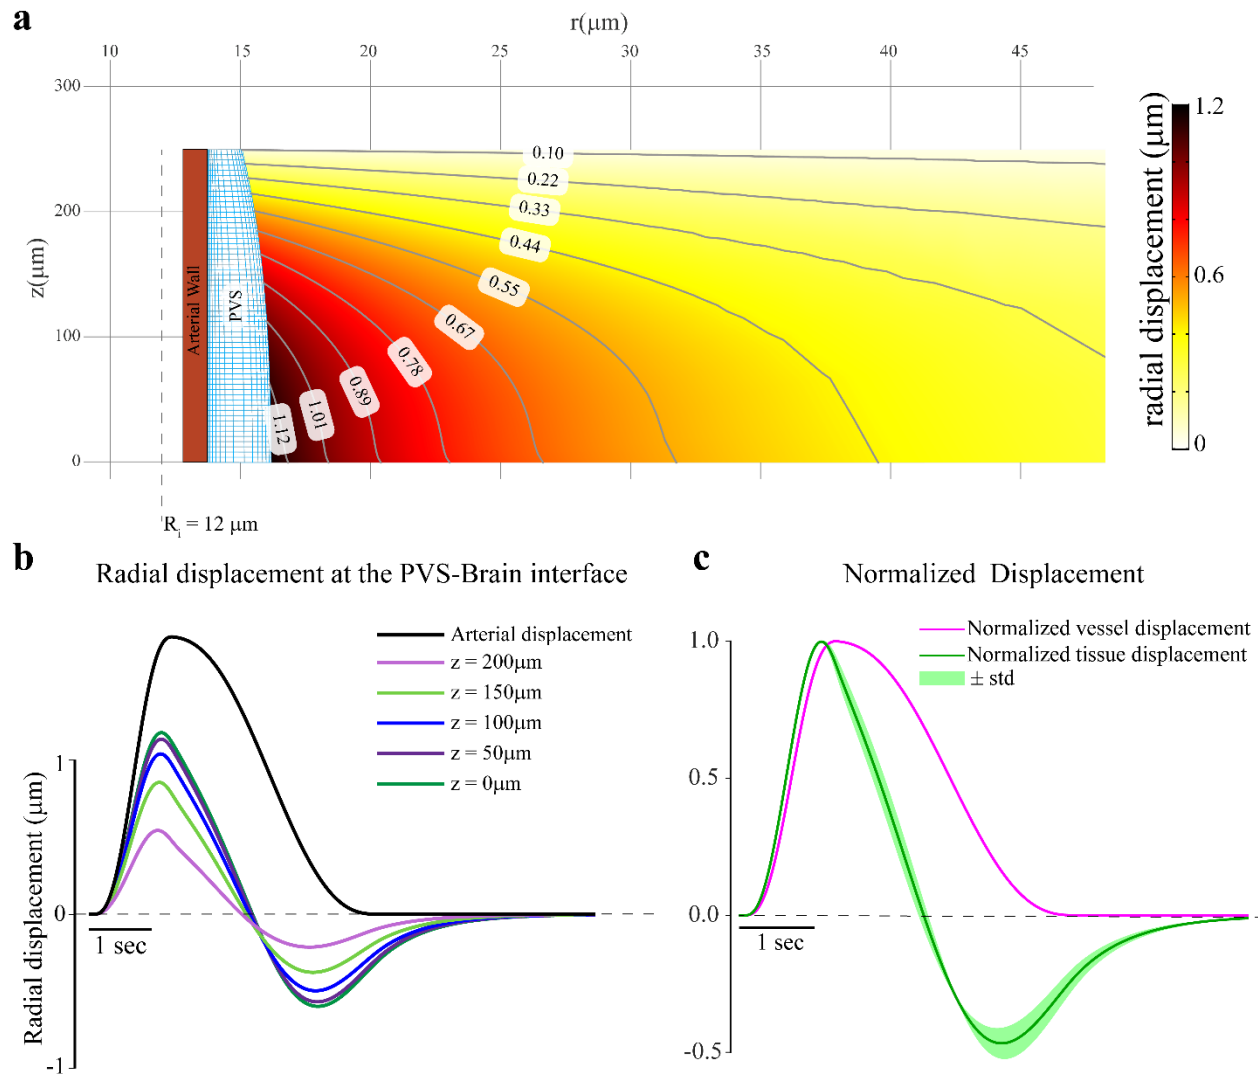 a
r(μm)
10 15 20 25 30 35 40 45
300
200
100
0
z(μm)
Arterial Wall
PVS
0.10
0.22
0.33
0.44
0.55
0.67
0.78
0.89
1.01
1.12
R_i = 12 μm
radial displacement (μm)
1.2
0.6
0
b
Radial displacement at the PVS-Brain interface
Arterial displacement
z = 200μm
z = 150μm
z = 100μm
z = 50μm
z = 0μm
Radial displacement (μm)
1
0
-1
1 sec
c
Normalized Displacement
Normalized vessel displacement
Normalized tissue displacement
± std
1.0
0.5
0.0
-0.5
1 sec